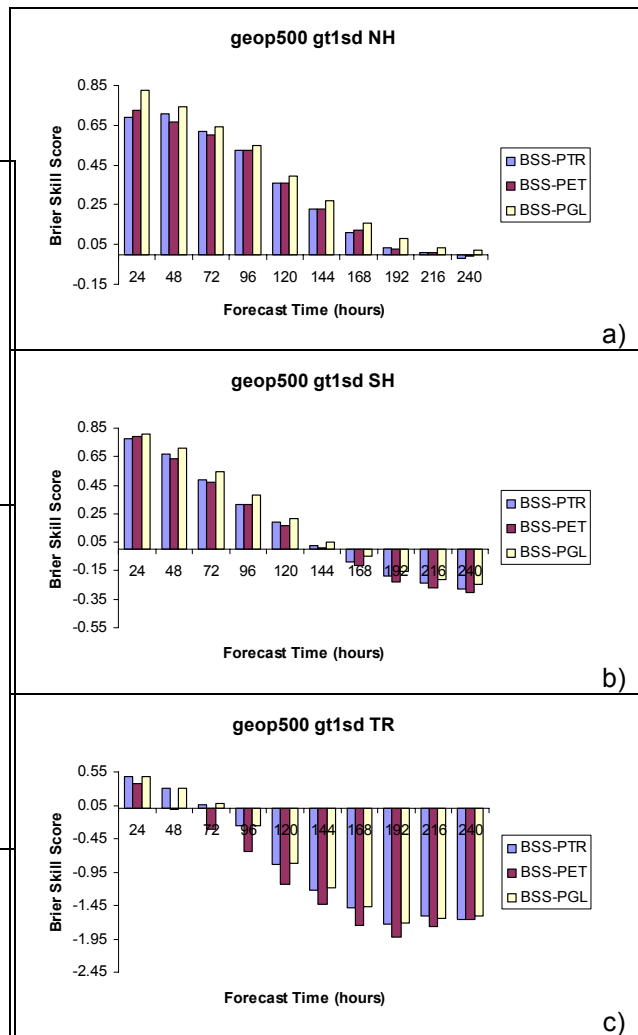 geop500 gt1sd NH
0.85
0.65
0.45
0.25
0.05
-0.15
Brier Skill Score
24 48 72 96 120 144 168 192 216 240
Forecast Time (hours)
BSS-PTR
BSS-PET
BSS-PGL
a)
geop500 gt1sd SH
0.85
0.65
0.45
0.25
0.05
-0.15
-0.35
-0.55
Brier Skill Score
24 48 72 96 120 144 168 192 216 240
Forecast Time (hours)
BSS-PTR
BSS-PET
BSS-PGL
b)
geop500 gt1sd TR
0.55
0.05
-0.45
-0.95
-1.45
-1.95
-2.45
Brier Skill Score
24 48 72 96 120 144 168 192 216 240
Forecast Time (hours)
BSS-PTR
BSS-PET
BSS-PGL
c)